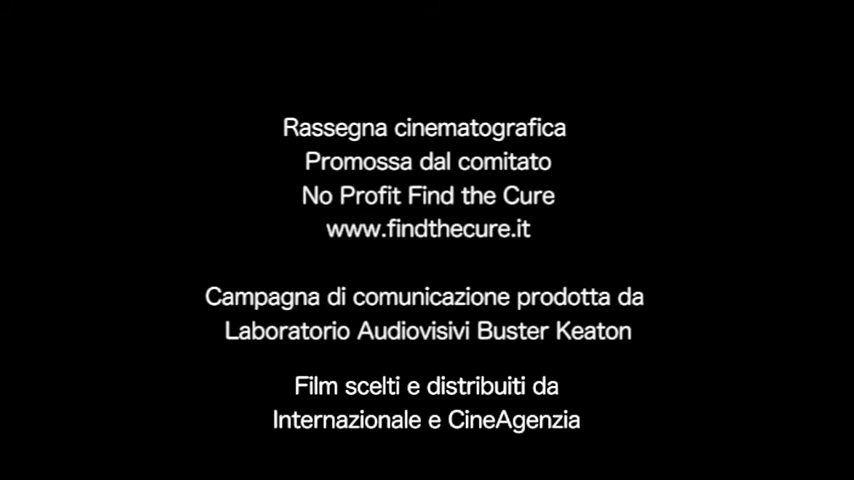 Rassegna cinematografica
Promossa dal comitato
No Profit Find the Cure
www.findthecure.it
Campagna di comunicazione prodotta da
Laboratorio Audiovisivi Buster Keaton
Film scelti e distribuiti da
Internazionale e CineAgenzia